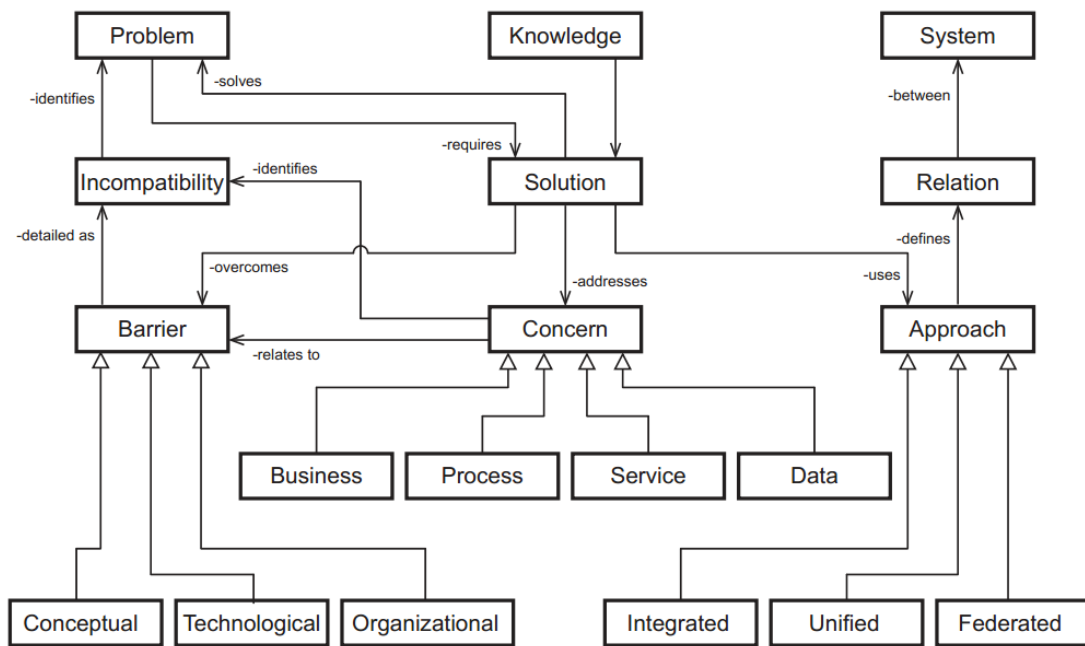 Problem
Knowledge
System
-solves
-identifies
-between
-requires
Incompatibility
-identifies
Solution
Relation
-detailed as
-defines
-overcomes
-addresses
-uses
Barrier
Concern
Approach
-relates to
Business
Process
Service
Data
Conceptual
Technological
Organizational
Integrated
Unified
Federated